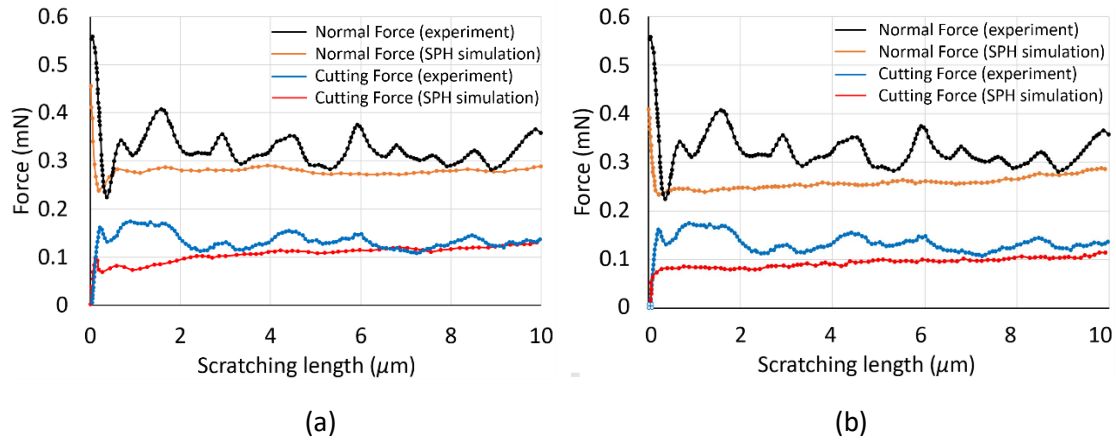 0.6
0.5
0.4
0.3
0.2
0.1
0
Force (mN)
Normal Force (experiment)
Normal Force (SPH simulation)
Cutting Force (experiment)
Cutting Force (SPH simulation)
0 2 4 6 8 10
Scratching length (μm)
(a)
0.6
0.5
0.4
0.3
0.2
0.1
0
Force (mN)
Normal Force (experiment)
Normal Force (SPH simulation)
Cutting Force (experiment)
Cutting Force (SPH simulation)
0 2 4 6 8 10
Scratching length (μm)
(b)